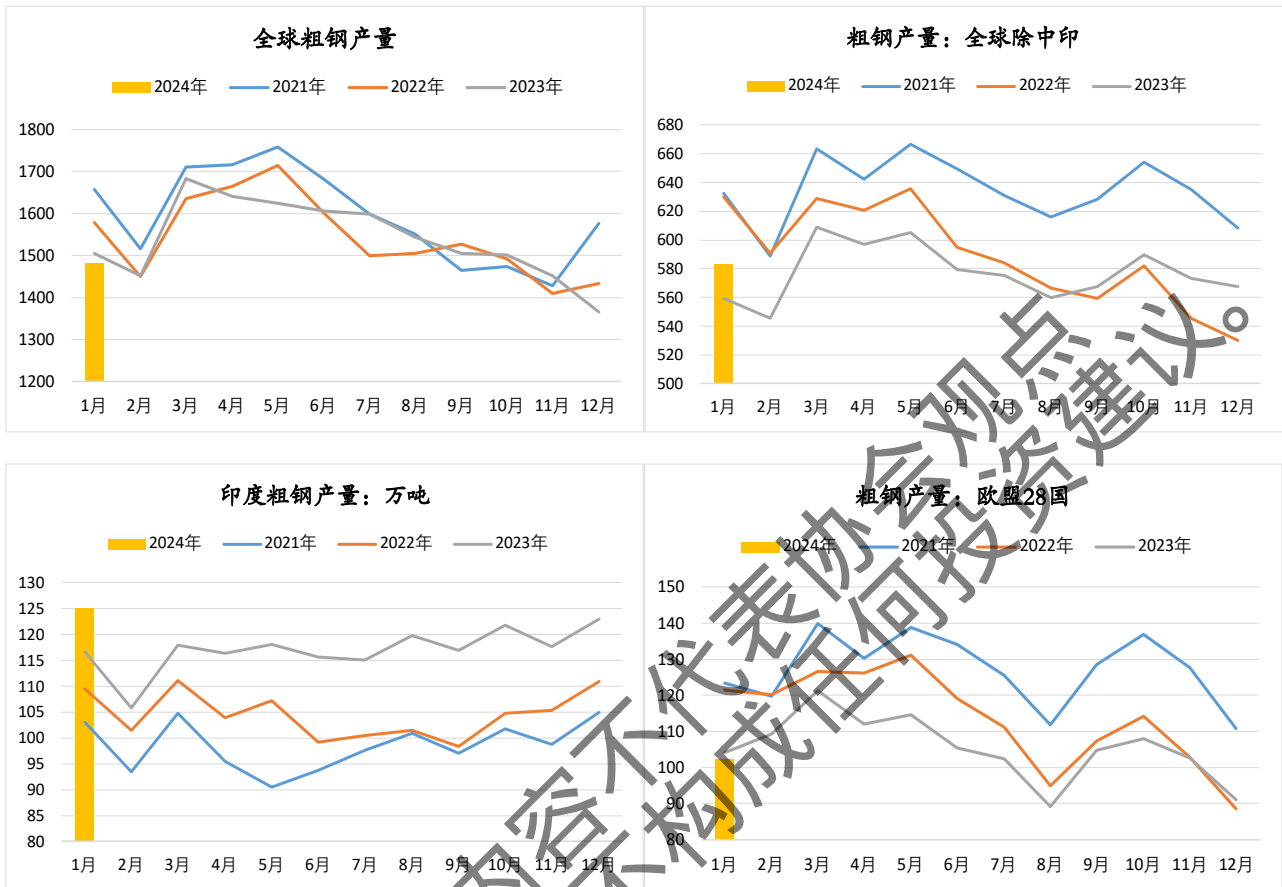 全球粗钢产量
2024年 2021年 2022年 2023年
1800
1700
1600
1500
1400
1300
1200
1月 2月 3月 4月 5月 6月 7月 8月 9月 10月 11月 12月
粗钢产量：全球除中印
2024年 2021年 2022年 2023年
680
660
640
620
600
580
560
540
520
500
1月 2月 3月 4月 5月 6月 7月 8月 9月 10月 11月 12月
印度粗钢产量：万吨
2024年 2021年 2022年 2023年
130
125
120
115
110
105
100
95
90
85
80
1月 2月 3月 4月 5月 6月 7月 8月 9月 10月 11月 12月
粗钢产量：欧盟28国
2024年 2021年 2022年 2023年
150
140
130
120
110
100
90
80
1月 2月 3月 4月 5月 6月 7月 8月 9月 10月 11月 12月
内容不代表协会观点
不构成任何投资建议。